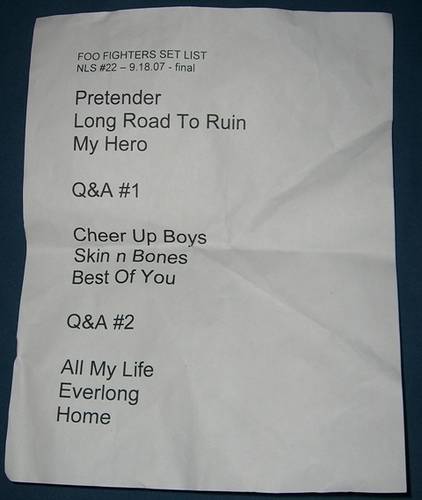 FOO FIGHTERS SET LIST
NLS #22 – 9.18.07 - final
Pretender
Long Road To Ruin
My Hero
Q&A #1
Cheer Up Boys
Skin n Bones
Best Of You
Q&A #2
All My Life
Everlong
Home